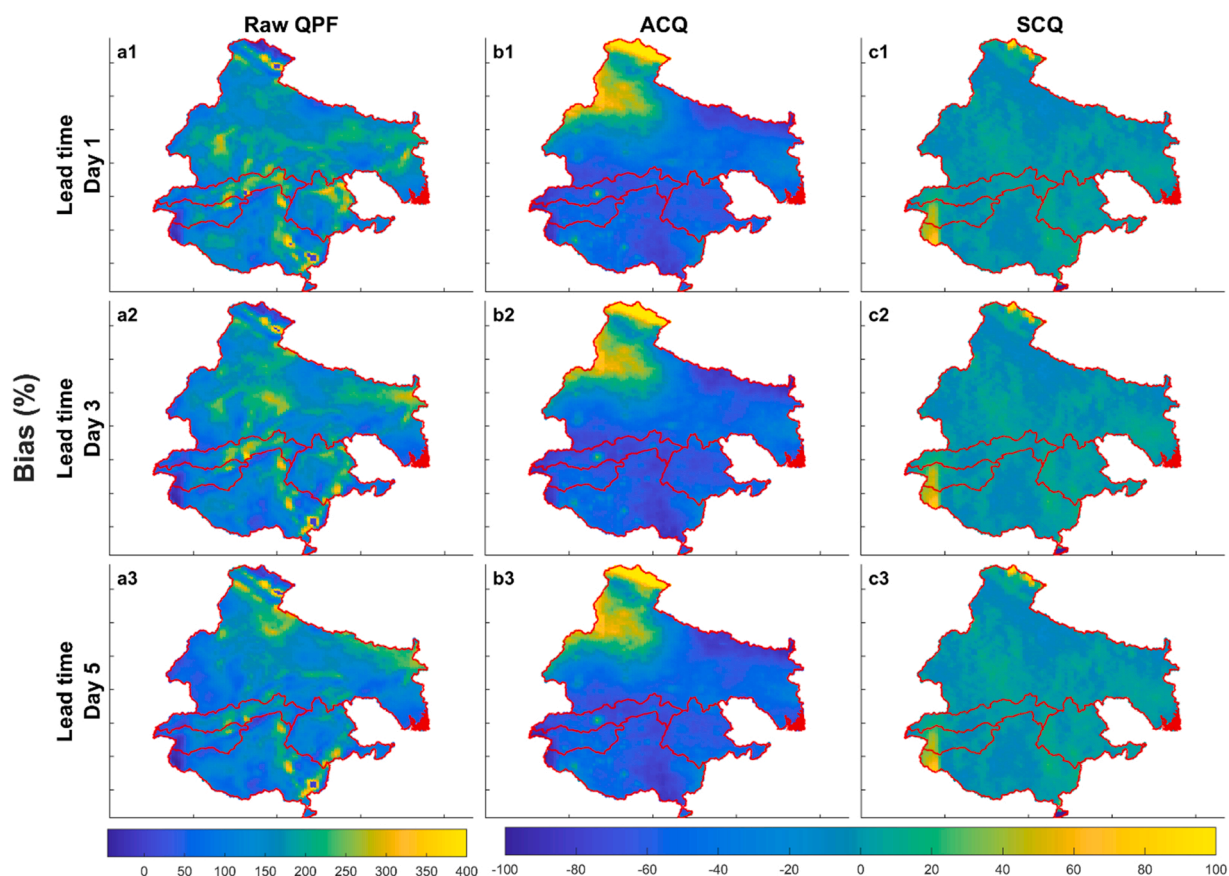 Raw QPF
ACQ
SCQ
a1
b1
c1
Lead time
Day 1
a2
b2
c2
Bias (%)
Lead time
Day 3
a3
b3
c3
Lead time
Day 5
0 50 100 150 200 250 300 350 400
-100 -80 -60 -40 -20 0 20 40 60 80 100